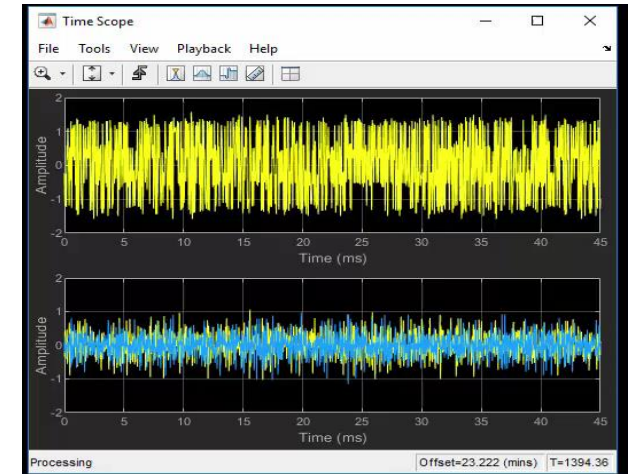 Time Scope
File Tools View Playback Help
2
1
0
-1
-2
Amplitude
0 5 10 15 20 25 30 35 40 45
Time (ms)
2
1
0
-1
-2
Amplitude
0 5 10 15 20 25 30 35 40 45
Time (ms)
Processing Offset=23.222 (mins) T=1394.36